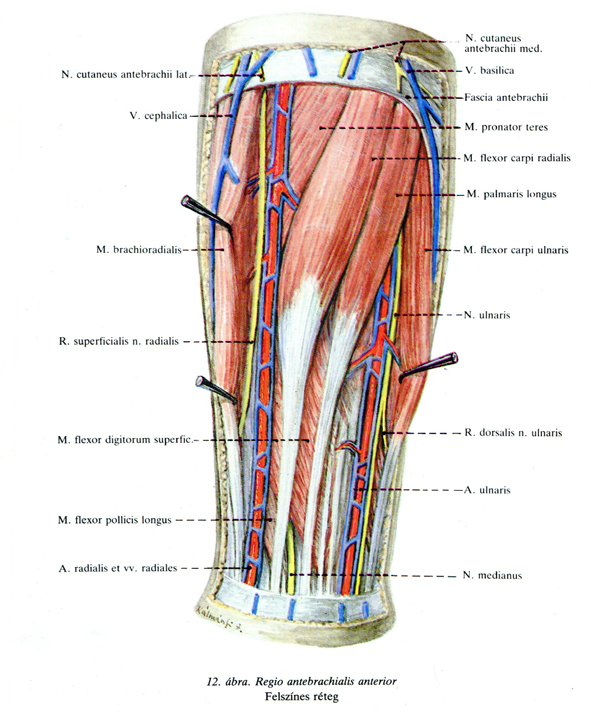 N. cutaneus
antebrachii med.
N. cutaneus antebrachii lat.
V. basilica
Fascia antebrachii
V. cephalica
M. pronator teres
M. flexor carpi radialis
M. palmaris longus
M. brachioradialis
M. flexor carpi ulnaris
N. ulnaris
R. superficialis n. radialis
R. dorsalis n. ulnaris
M. flexor digitorum superfic.
A. ulnaris
M. flexor pollicis longus
A. radialis et vv. radiales
N. medianus
12. ábra. Regio antebrachialis anterior
Felszínes réteg